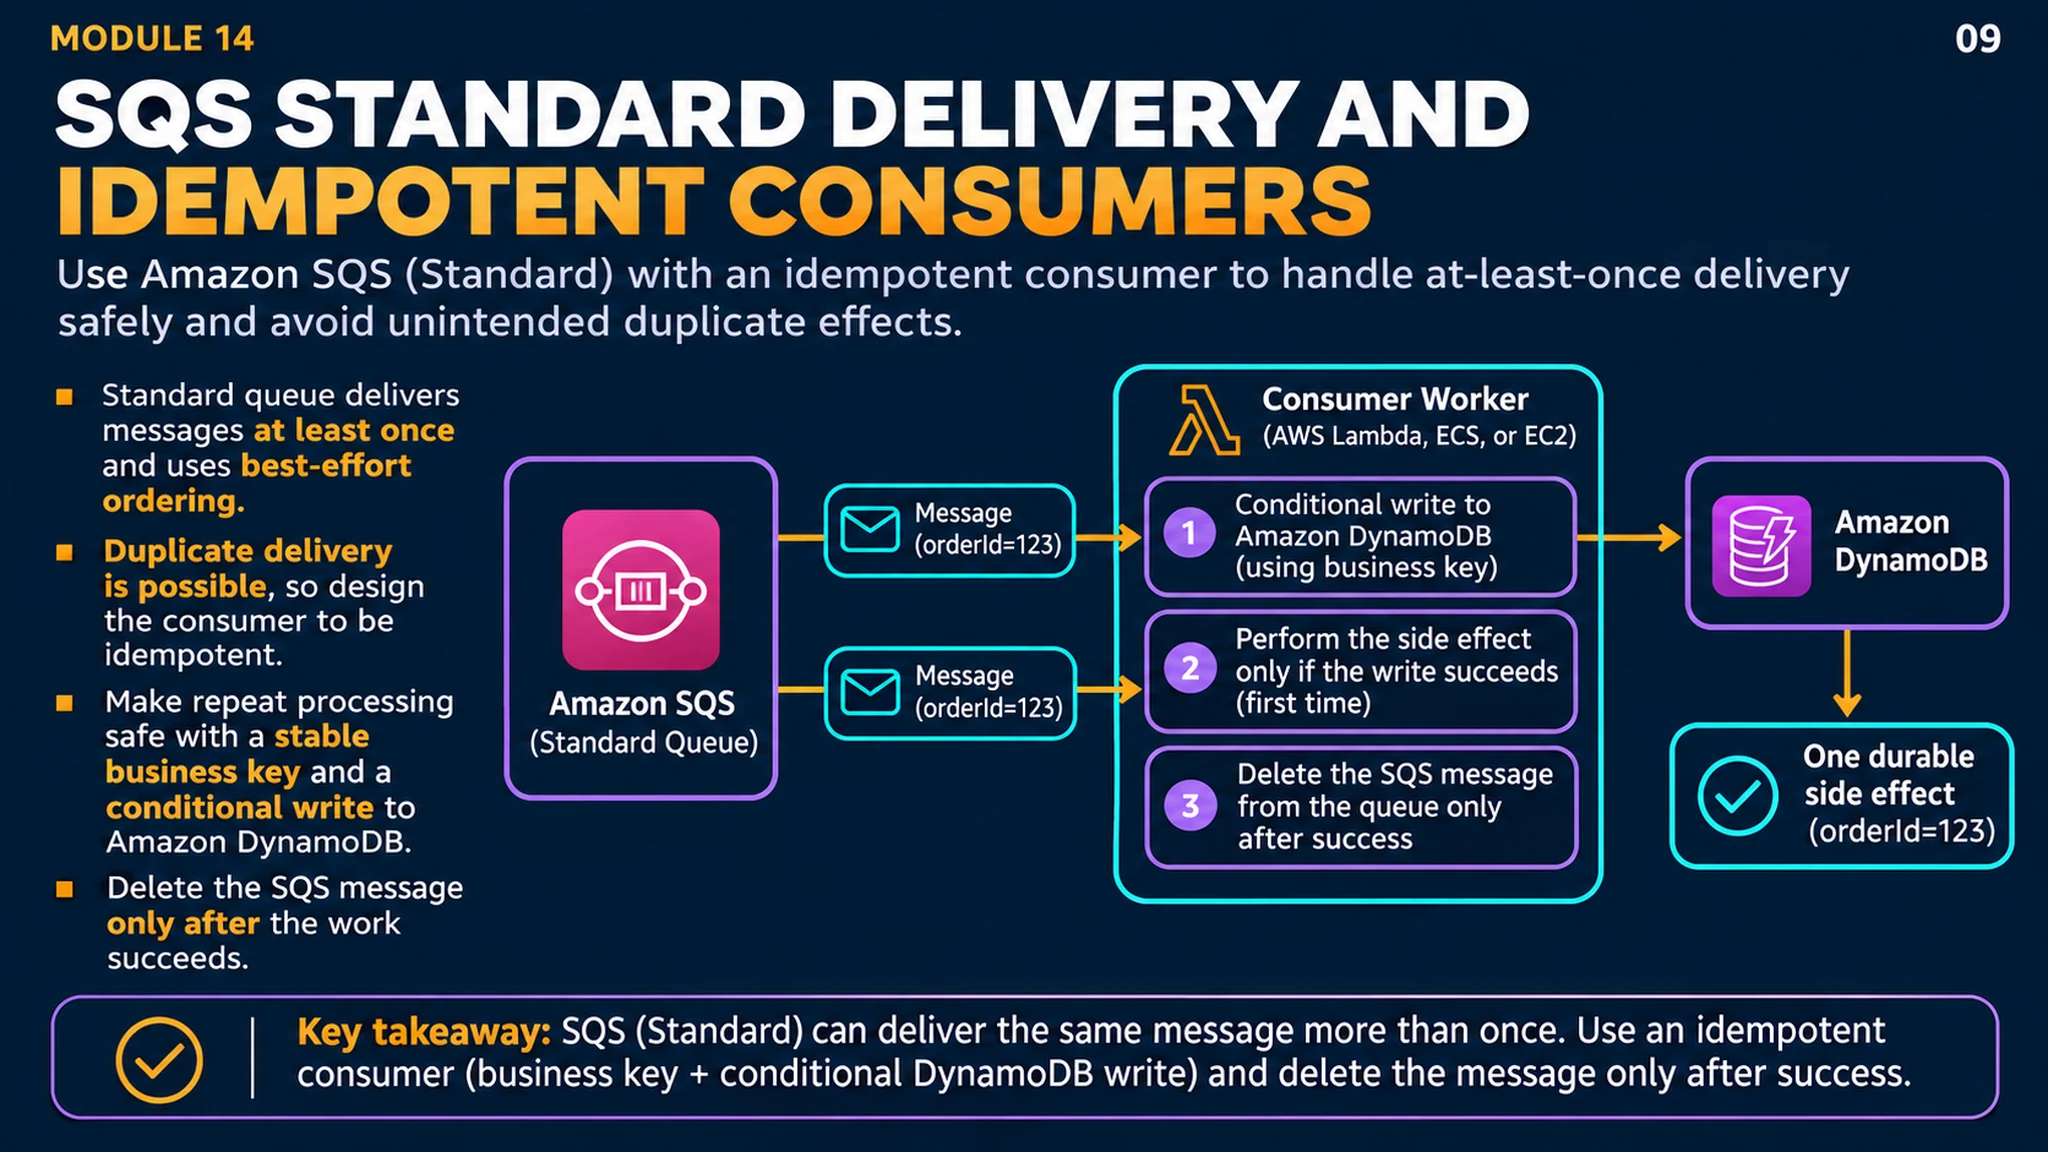 MODULE 14
09
SQS STANDARD DELIVERY AND
IDEMPOTENT CONSUMERS
Use Amazon SQS (Standard) with an idempotent consumer to handle at-least-once delivery
safely and avoid unintended duplicate effects.
Standard queue delivers
messages at least once
and uses best-effort
ordering.
Duplicate delivery
is possible, so design
the consumer to be
idempotent.
Make repeat processing
safe with a stable
business key and a
conditional write to
Amazon DynamoDB.
Delete the SQS message
only after the work
succeeds.
Amazon SQS
(Standard Queue)
Message
(orderId=123)
Message
(orderId=123)
Consumer Worker
(AWS Lambda, ECS, or EC2)
1
Conditional write to
Amazon DynamoDB
(using business key)
2
Perform the side effect
only if the write succeeds
(first time)
3
Delete the SQS message
from the queue only
after success
Amazon
DynamoDB
One durable
side effect
(orderId=123)
Key takeaway: SQS (Standard) can deliver the same message more than once. Use an idempotent
consumer (business key + conditional DynamoDB write) and delete the message only after success.